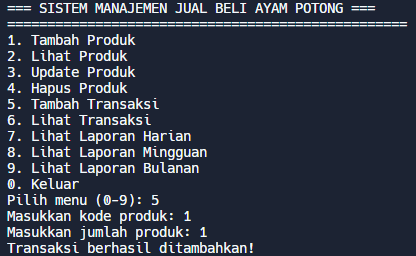 === SISTEM MANAJEMEN JUAL BELI AYAM POTONG ===
==================================================
1. Tambah Produk
2. Lihat Produk
3. Update Produk
4. Hapus Produk
5. Tambah Transaksi
6. Lihat Transaksi
7. Lihat Laporan Harian
8. Lihat Laporan Mingguan
9. Lihat Laporan Bulanan
0. Keluar
Pilih menu (0-9): 5
Masukkan kode produk: 1
Masukkan jumlah produk: 1
Transaksi berhasil ditambahkan!